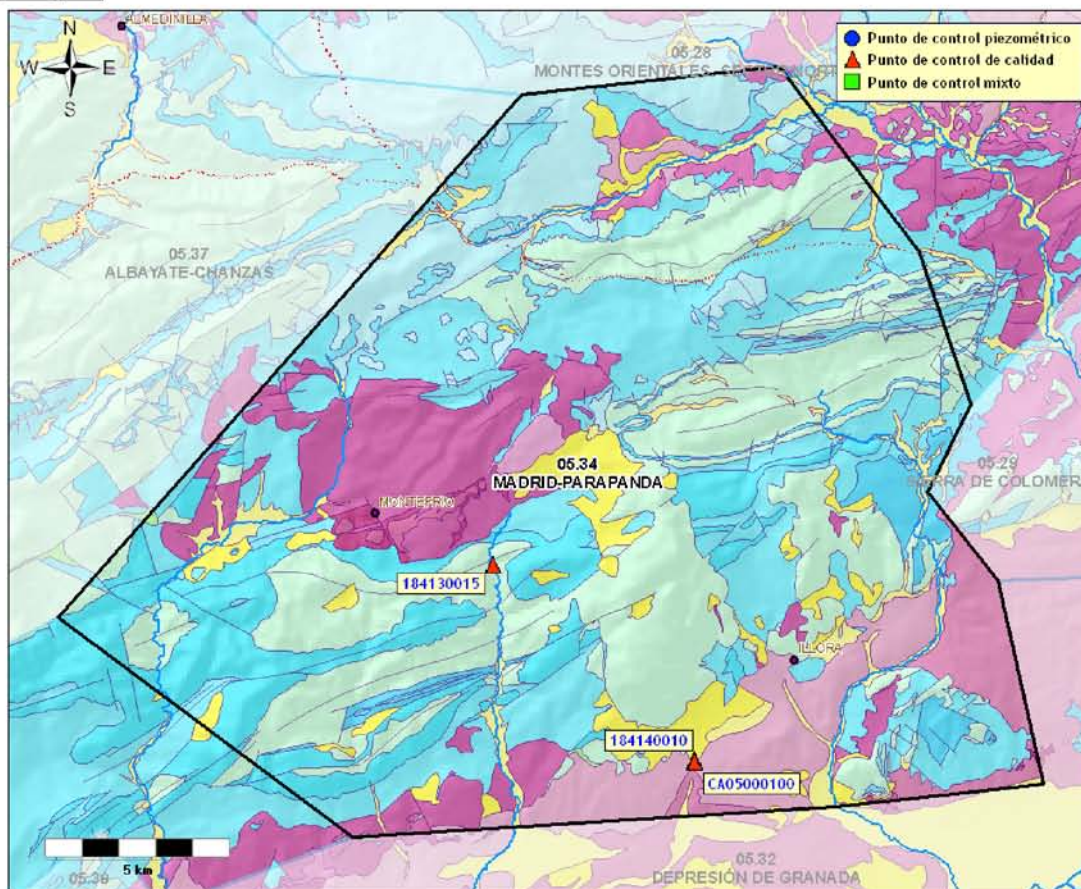 ALMEDINILLA
N
W E
S
05.28
MONTES ORIENTALES. SECTOR NORTE
Punto de control piezométrico
Punto de control de calidad
Punto de control mixto
05.37
ALBAYATE-CHANZAS
05.34
MADRID-PARAPANDA
05.29
SIERRA DE COLOMERA
MONTEFRIO
184130015
ILLORA
184140010
CA05000100
5 km
05.32
DEPRESIÓN DE GRANADA